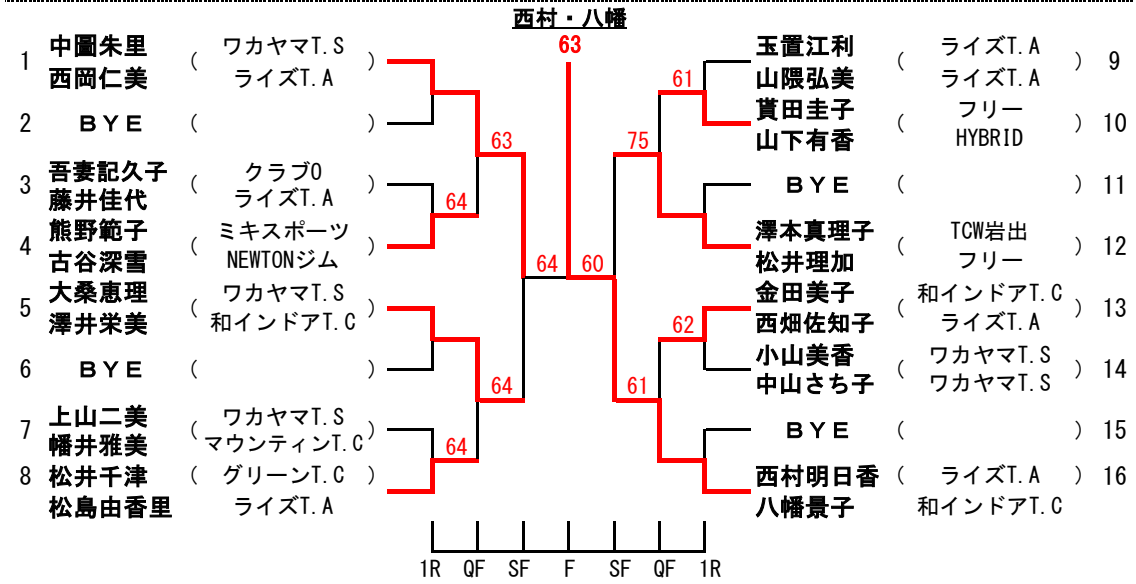 西村・八幡
63
1 中圖朱里 ( ワカヤマT.S )
西岡仁美 ライズT.A
2 BYE ( )
3 吾妻記久子 ( クラブO )
藤井佳代 ライズT.A
4 熊野範子 ( ミキスポーツ )
古谷深雪 NEWTONジム
5 大桑恵理 ( ワカヤマT.S )
澤井栄美 和インドアT.C
6 BYE ( )
7 上山二美 ( ワカヤマT.S )
幡井雅美 マウンティンT.C
8 松井千津 ( グリーンT.C )
松島由香里 ライズT.A
63
64
64
64
64
60
75
61
61
62
玉置江利 ( ライズT.A ) 9
山隈弘美 ライズT.A
貰田圭子 ( フリー ) 10
山下有香 HYBRID
BYE ( ) 11
澤本真理子 ( TCW岩出 ) 12
松井理加 フリー
金田美子 ( 和インドアT.C ) 13
西畑佐知子 ライズT.A
小山美香 ( ワカヤマT.S ) 14
中山さち子 ワカヤマT.S
BYE ( ) 15
西村明日香 ( ライズT.A ) 16
八幡景子 和インドアT.C
1R QF SF F SF QF 1R